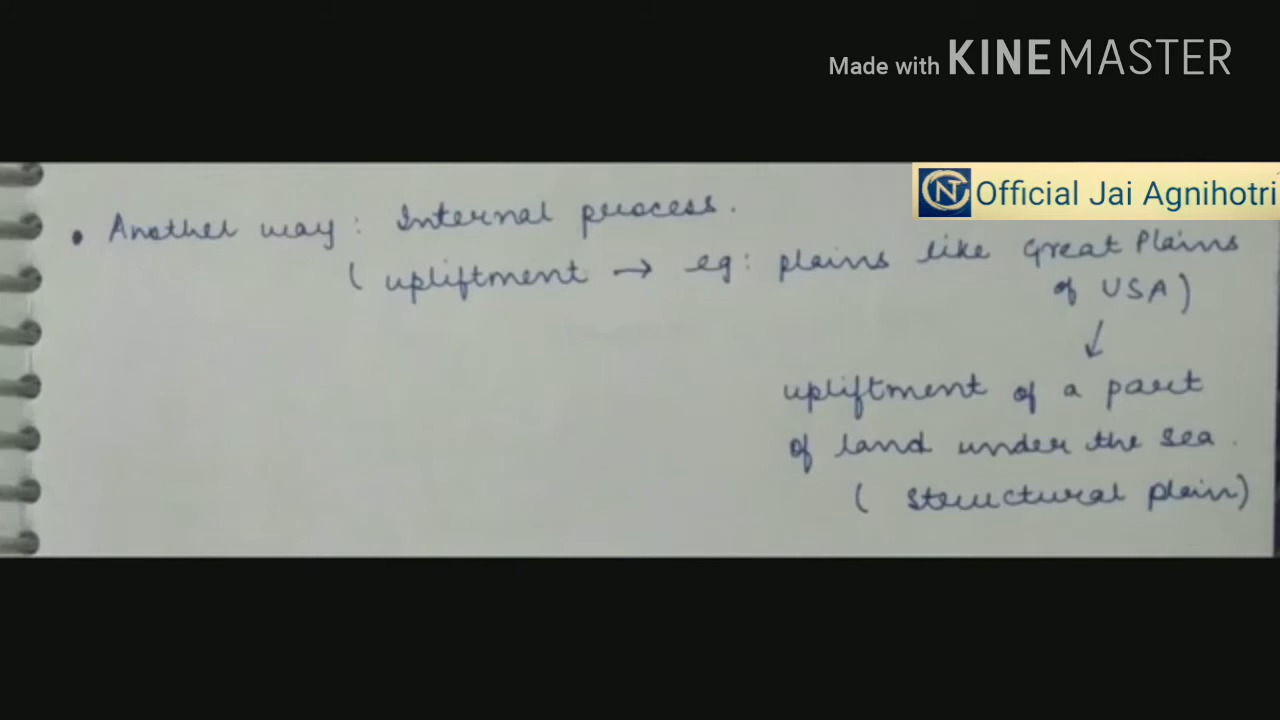 Made with KINEMASTER
Official Jai Agnihotri
• Another way: Internal process.
( upliftment → eg: plains like Great Plains
of USA)
↓
upliftment of a part
of land under the sea.
( structural plain)